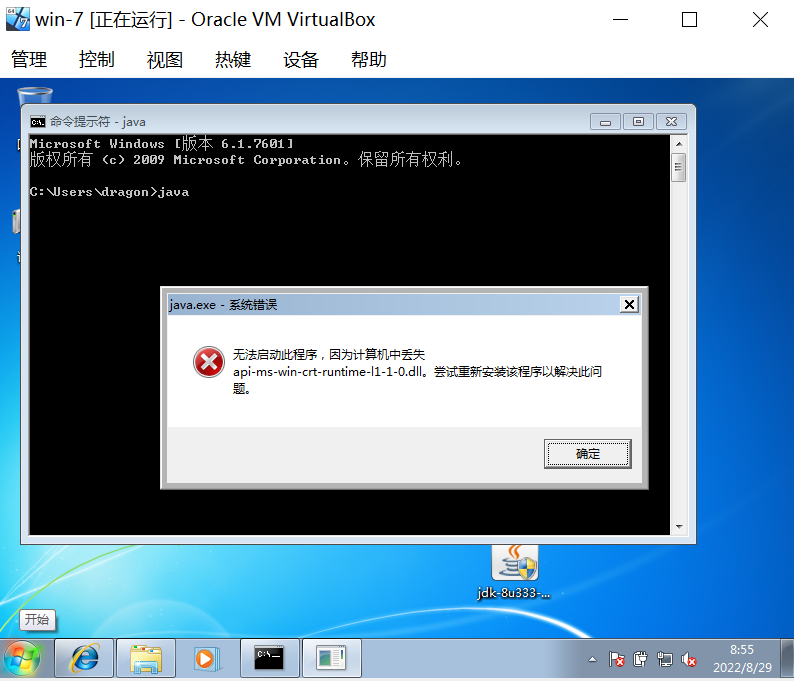 win-7 [正在运行] - Oracle VM VirtualBox
管理 控制 视图 热键 设备 帮助
命令提示符 - java
Microsoft Windows [版本 6.1.7601]
版权所有 (c) 2009 Microsoft Corporation。保留所有权利。
C:\Users\dragon>java
java.exe - 系统错误
无法启动此程序，因为计算机中丢失
api-ms-win-crt-runtime-l1-1-0.dll。尝试重新安装该程序以解决此问
题。
确定
jdk-8u333-...
开始
8:55
2022/8/29